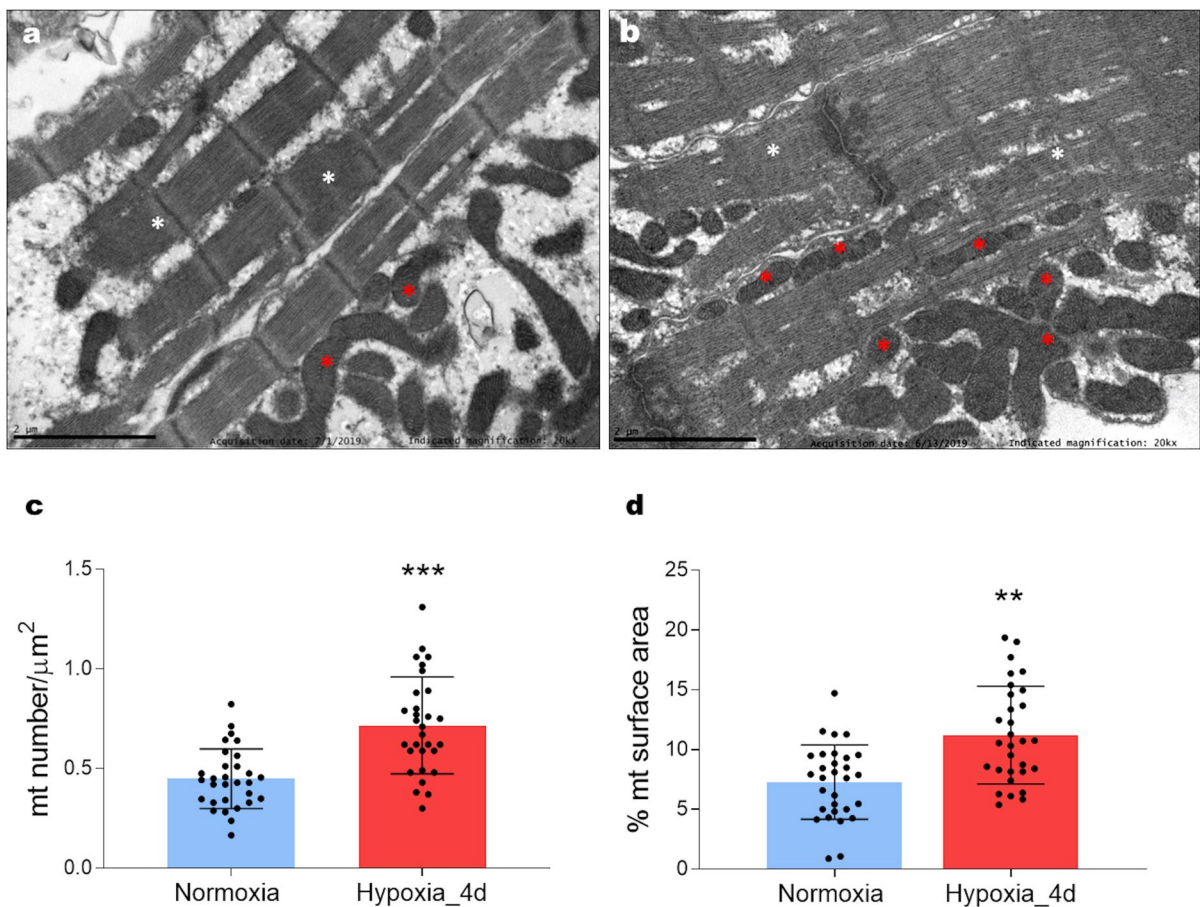 a
b
2 µm
Acquisition date: 7/1/2019
Indicated magnification: 20kx
2 µm
Acquisition date: 6/13/2019
Indicated magnification: 20kx
c
d
mt number/µm²
1.5
1.0
0.5
0.0
***
Normoxia
Hypoxia_4d
% mt surface area
25
20
15
10
5
0
**
Normoxia
Hypoxia_4d